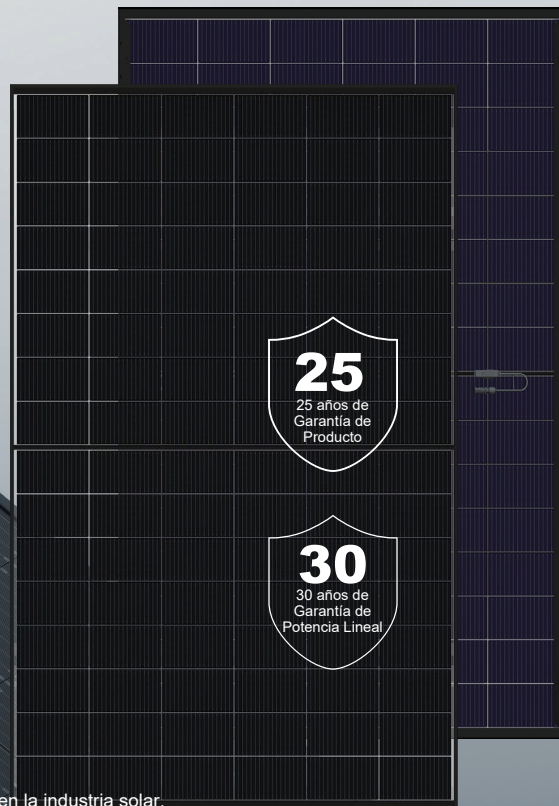 25
25 años de
Garantía de
Producto
30
30 años de
Garantía de
Potencia Lineal
en la industria solar.